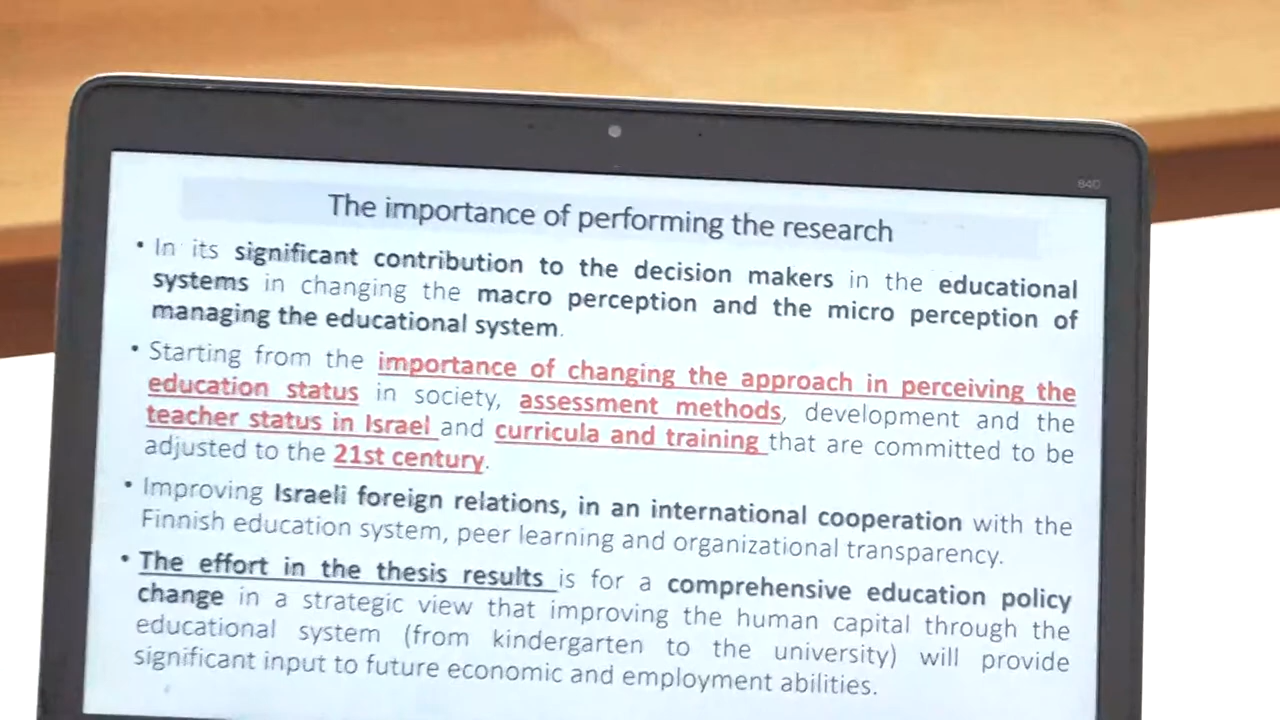 840
The importance of performing the research
• In its significant contribution to the decision makers in the educational
systems in changing the macro perception and the micro perception of
managing the educational system.
• Starting from the importance of changing the approach in perceiving the
education status in society, assessment methods, development and the
teacher status in Israel and curricula and training that are committed to be
adjusted to the 21st century.
• Improving Israeli foreign relations, in an international cooperation with the
Finnish education system, peer learning and organizational transparency.
• The effort in the thesis results is for a comprehensive education policy
change in a strategic view that improving the human capital through the
educational system (from kindergarten to the university) will provide
significant input to future economic and employment abilities.